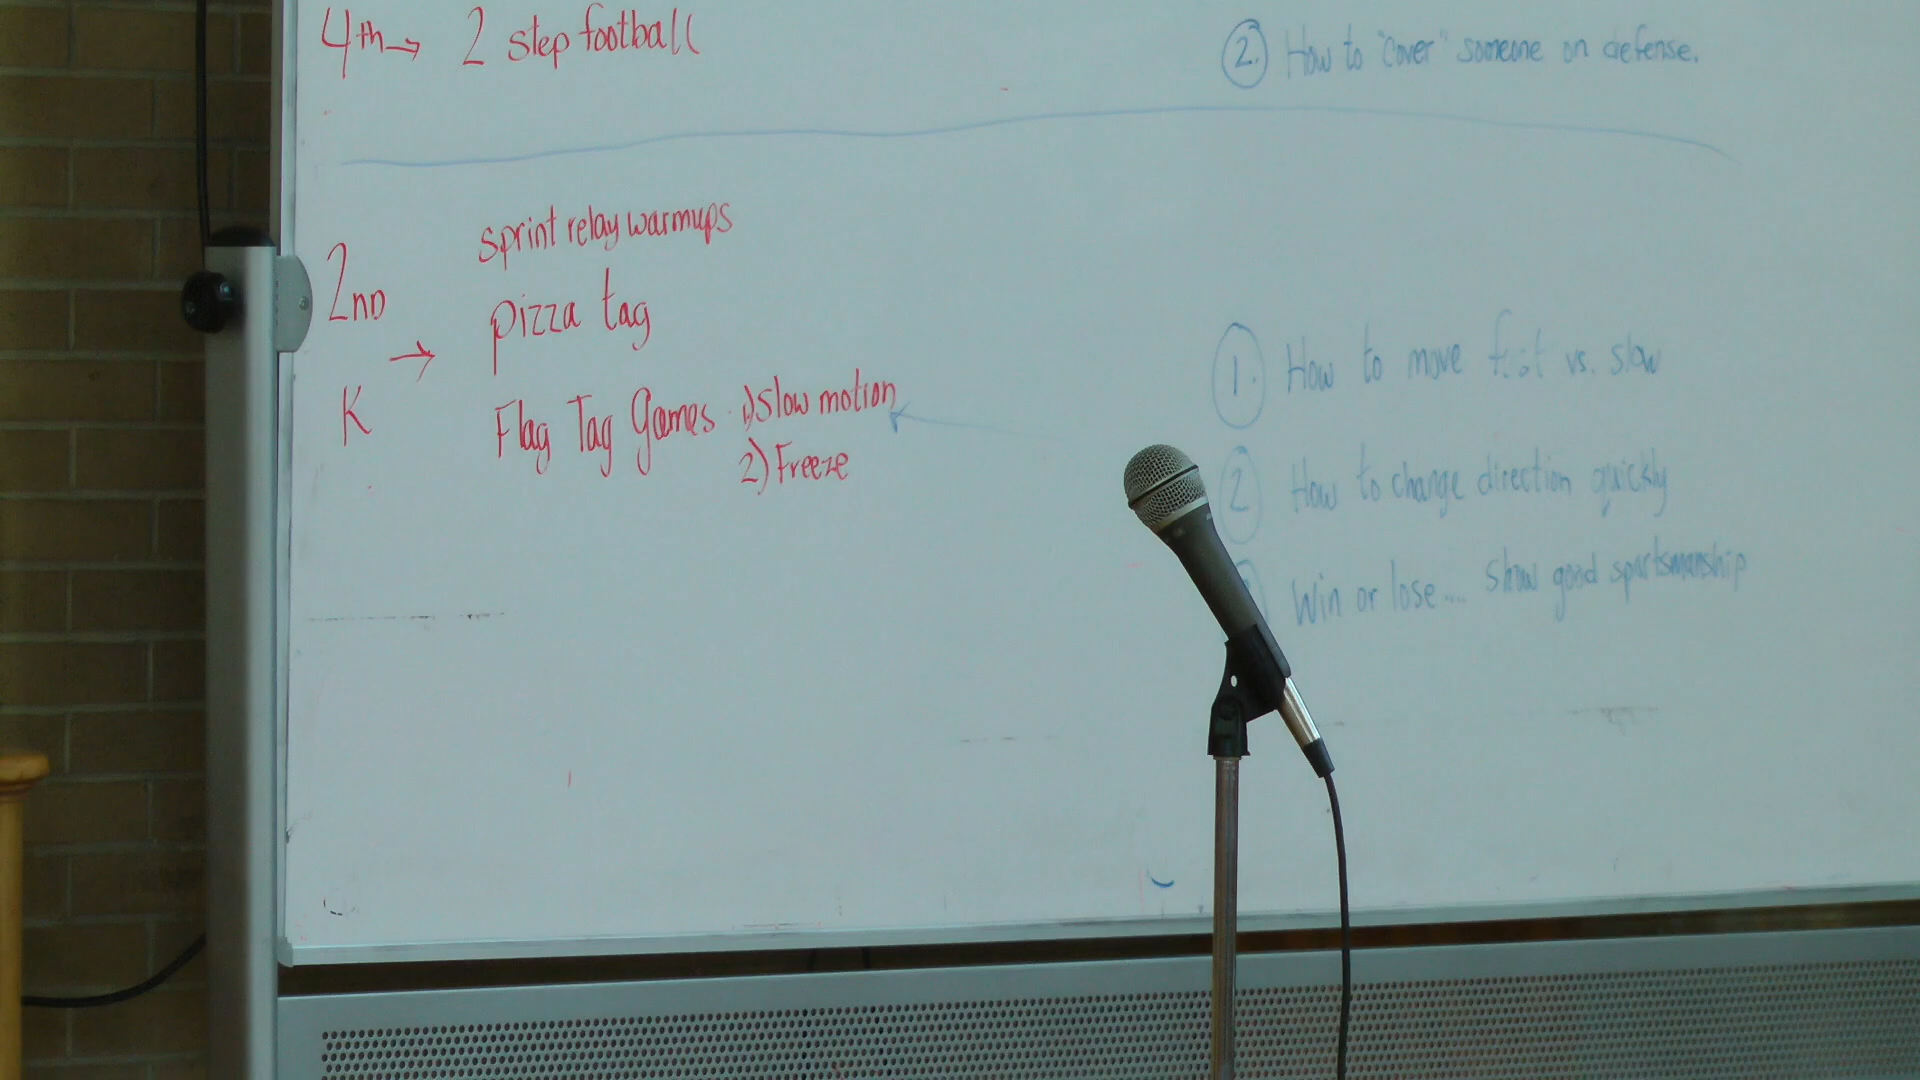 4th→ 2 step football
② How to "cover" someone on defense.
sprint relay warmups
2nd
pizza tag
K →
Flag Tag Games 1) Slow motion
2) Freeze
① How to move fast vs. slow
② How to change direction quickly
Win or lose.... Show good sportsmanship